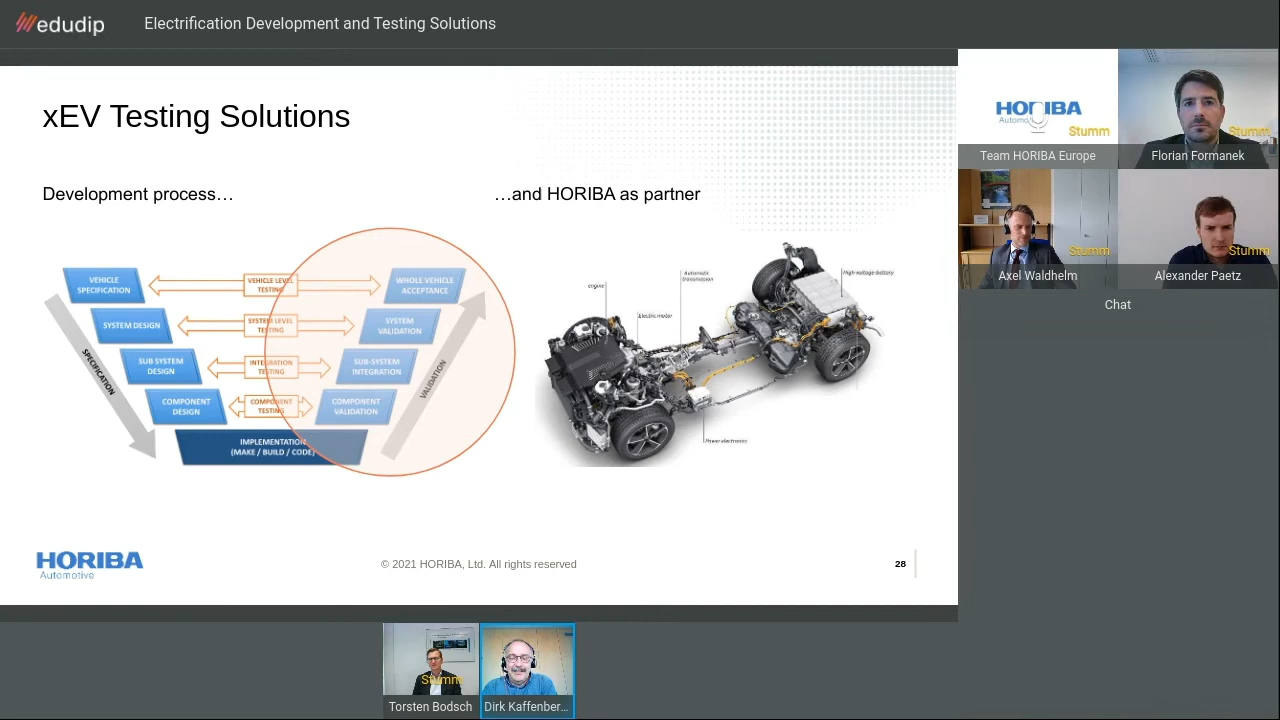 edudip
Electrification Development and Testing Solutions
xEV Testing Solutions
Development process…
…and HORIBA as partner
VEHICLE
SPECIFICATION
VEHICLE LEVEL
TESTING
WHOLE VEHICLE
ACCEPTANCE
SYSTEM DESIGN
SYSTEM LEVEL
TESTING
SYSTEM
VALIDATION
SUB SYSTEM
DESIGN
INTEGRATION
TESTING
SUB-SYSTEM
INTEGRATION
COMPONENT
DESIGN
COMPONENT
TESTING
COMPONENT
VALIDATION
IMPLEMENTATION
(MAKE / BUILD / CODE)
SPECIFICATION
VALIDATION
engine
Electric motor
Automatic
transmission
High-voltage battery
Power electronics
HORIBA
Automotive
© 2021 HORIBA, Ltd. All rights reserved
28
HORIBA
Stumm
Team HORIBA Europe
Stumm
Florian Formanek
Stumm
Axel Waldhelm
Stumm
Alexander Paetz
Chat
Stumm
Torsten Bodsch
Dirk Kaffenber…